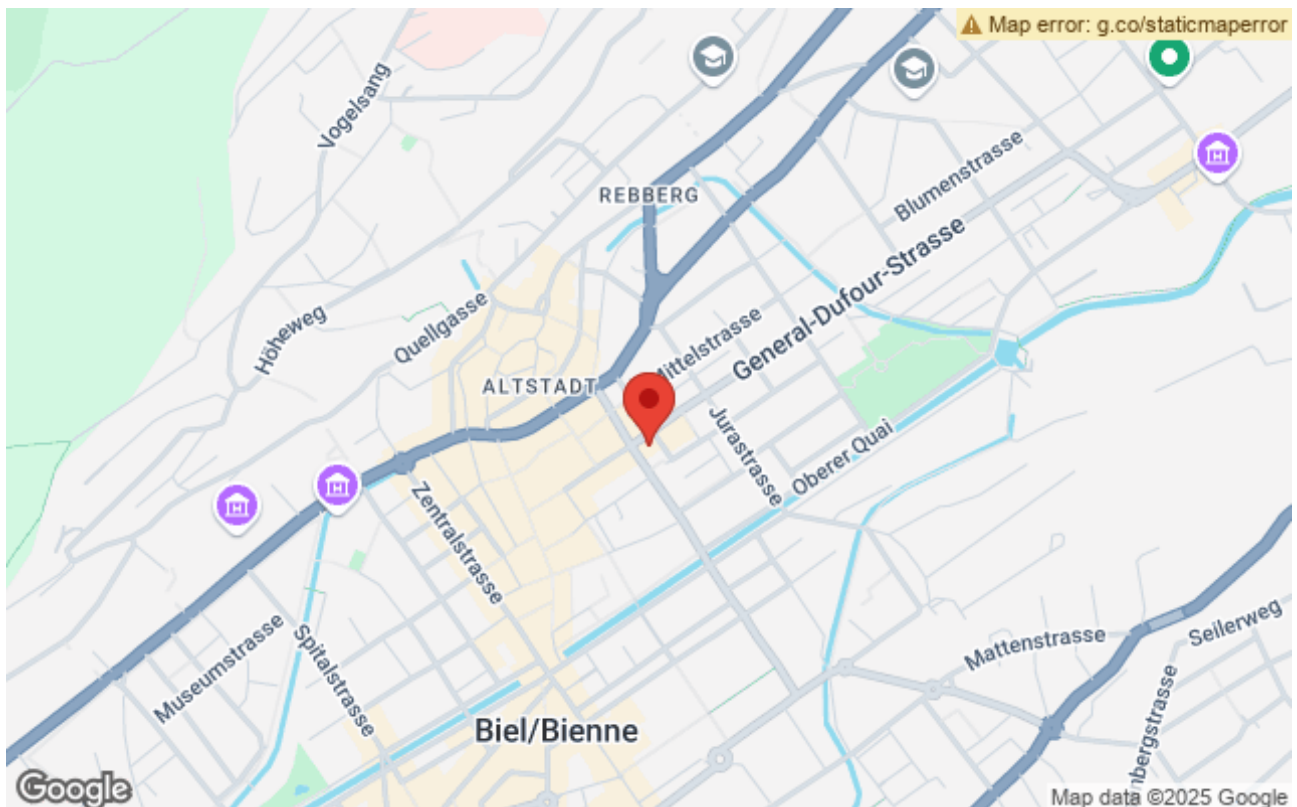 Map error: g.co/staticmaperror
Vogelsang
REBBERG
Blumenstrasse
Höheweg
Quellgasse
Mittelstrasse
General-Dufour-Strasse
ALTSTADT
Jurastrasse
Oberer Quai
Zentralstrasse
Museumstrasse
Spitalstrasse
Mattenstrasse
Seilerweg
nbergstrasse
Biel/Bienne
Google
Map data ©2025 Google